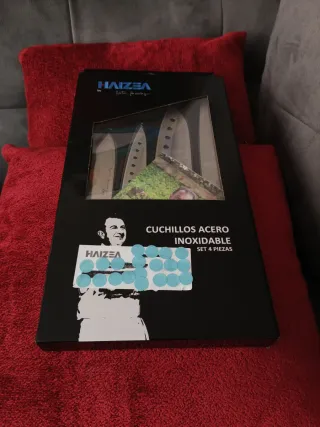 HAIZEA
CUCHILLOS ACERO
INOXIDABLE
SET 4 PIEZAS
HAIZEA